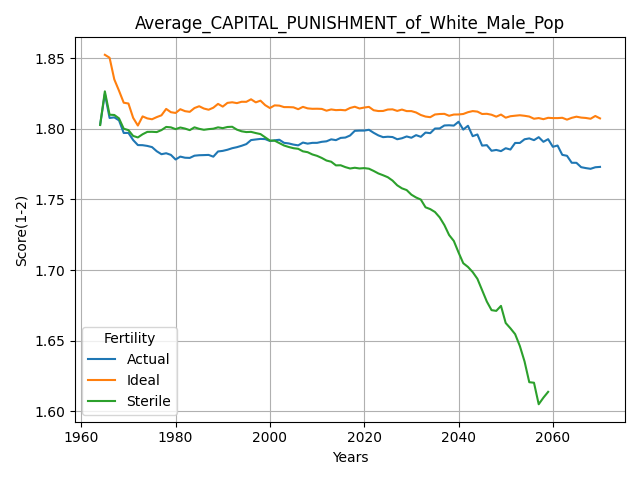 Average_CAPITAL_PUNISHMENT_of_White_Male_Pop
Score(1-2)
1.85
1.80
1.75
1.70
1.65
1.60
Fertility
Actual
Ideal
Sterile
1960 1980 2000 2020 2040 2060
Years